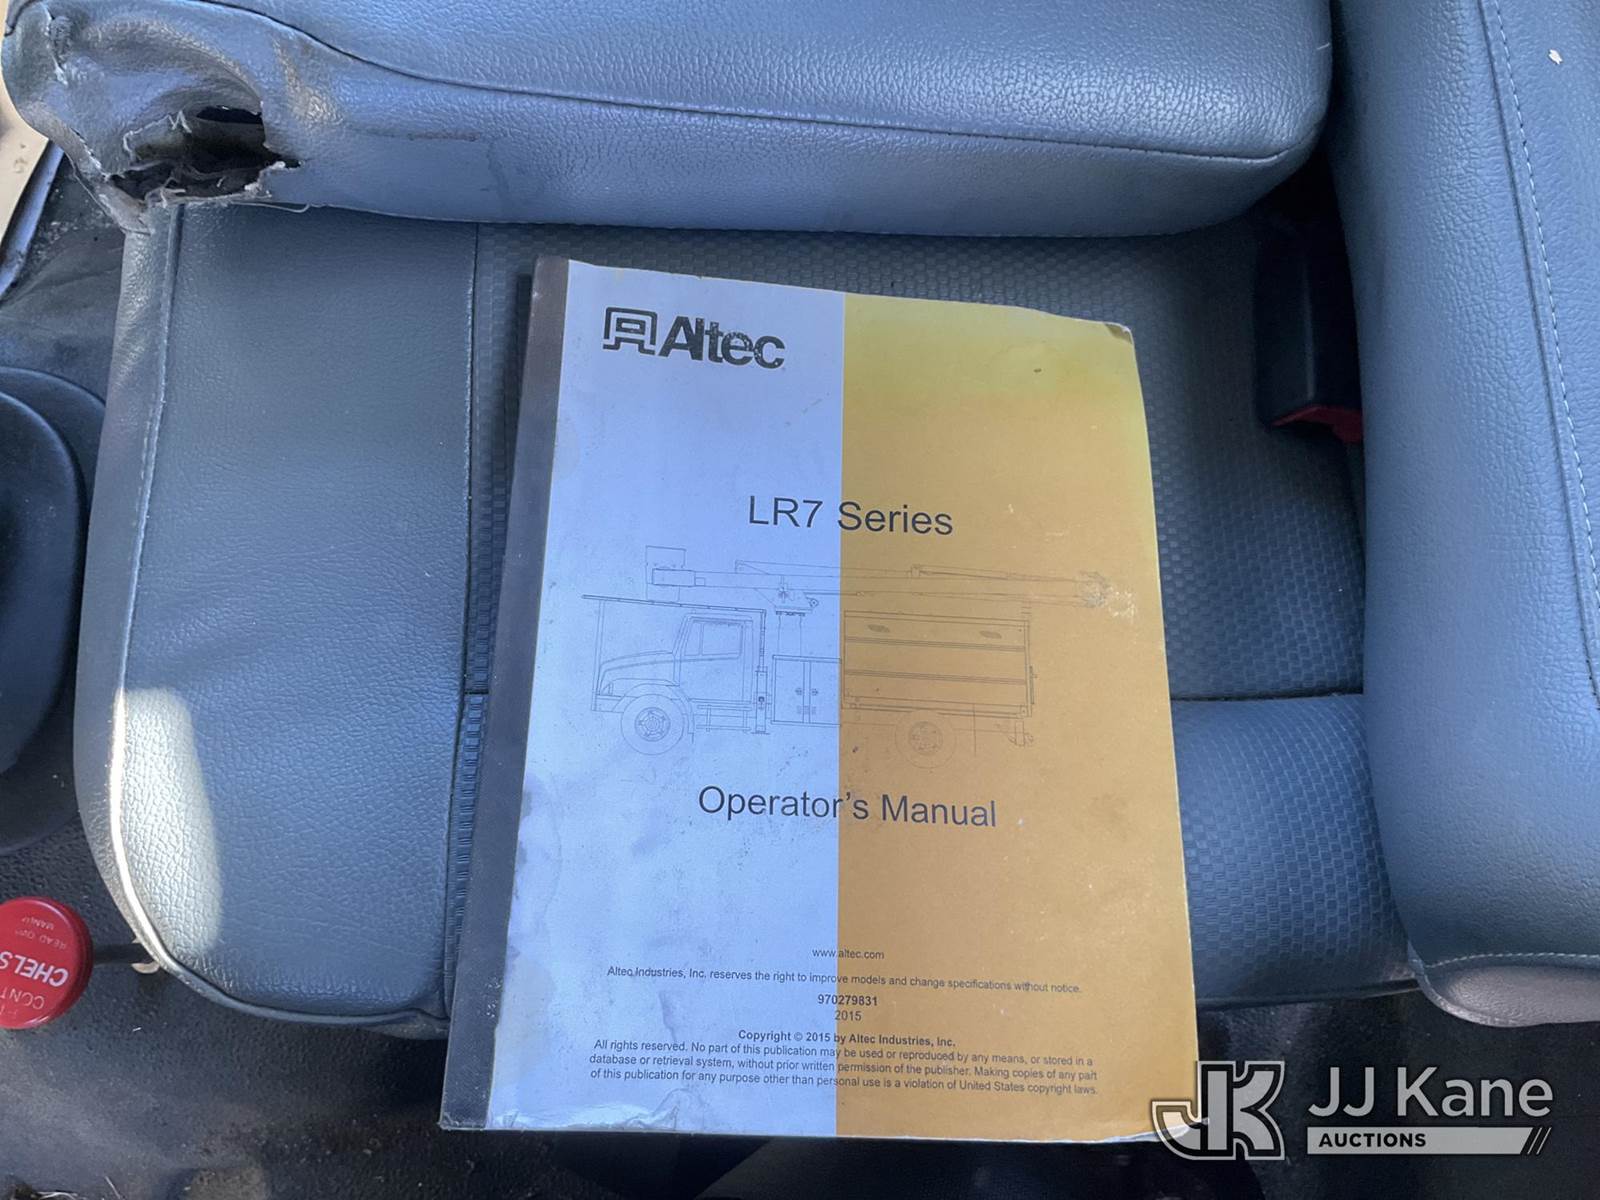 Altec
LR7 Series
Operator's Manual
www.altec.com
Altec Industries, Inc. reserves the right to improve models and change specifications without notice.
970279831
2015
Copyright © 2015 by Altec Industries, Inc.
All rights reserved. No part of this publication may be used or reproduced by any means, or stored in a
database or retrieval system, without prior written permission of the publisher. Making copies of any part
of this publication for any purpose other than personal use is a violation of United States copyright laws.
CHELS
READ
JJ Kane
AUCTIONS